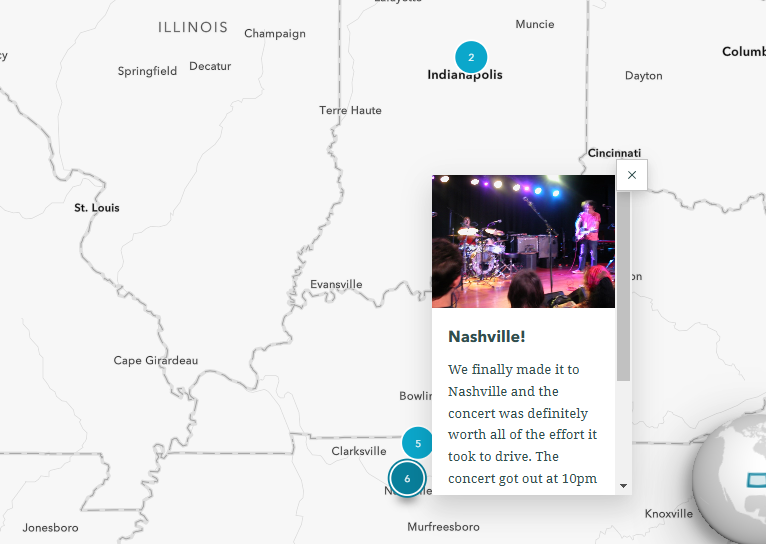 ILLINOIS
Champaign
Muncie
2
Columb
Springfield
Decatur
Indianapolis
Dayton
Terre Haute
Cincinnati
St. Louis
Evansville
on
Nashville!
Cape Girardeau
We finally made it to
Nashville and the
concert was definitely
worth all of the effort it
took to drive. The
concert got out at 10pm
Bowlin
5
Clarksville
6
Knoxville
Jonesboro
Murfreesboro